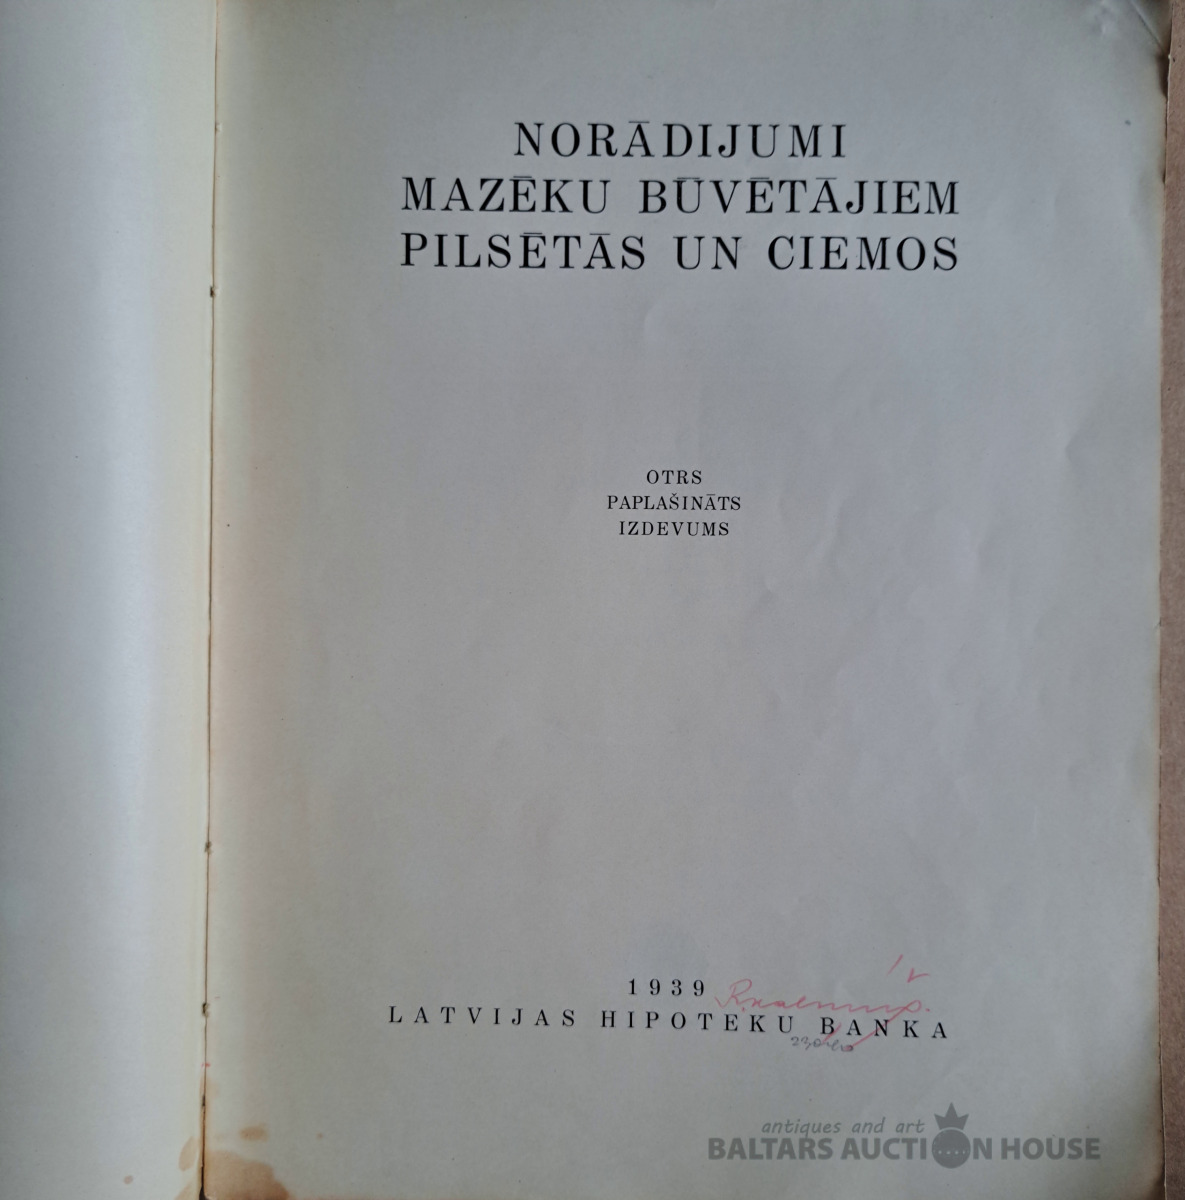 NORĀDIJUMI
MAZĒKU BŪVĒTĀJIEM
PILSĒTĀS UN CIEMOS
OTRS
PAPLAŠINĀTS
IZDEVUMS
1939
LATVIJAS HIPOTEKU BANKA
antiques and art
BALTARS AUCTION HOUSE